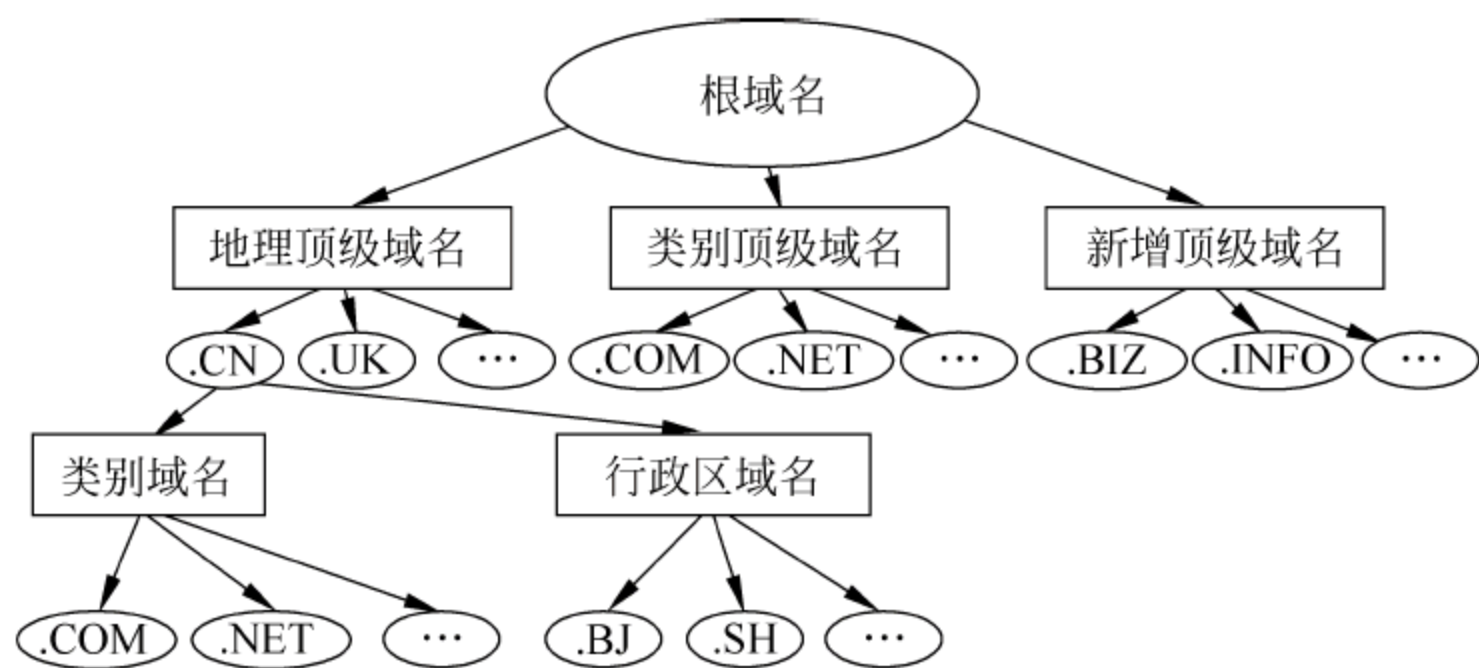 根域名
地理顶级域名
类别顶级域名
新增顶级域名
.CN
.UK
…
.COM
.NET
…
.BIZ
.INFO
…
类别域名
行政区域名
.COM
.NET
…
.BJ
.SH
…